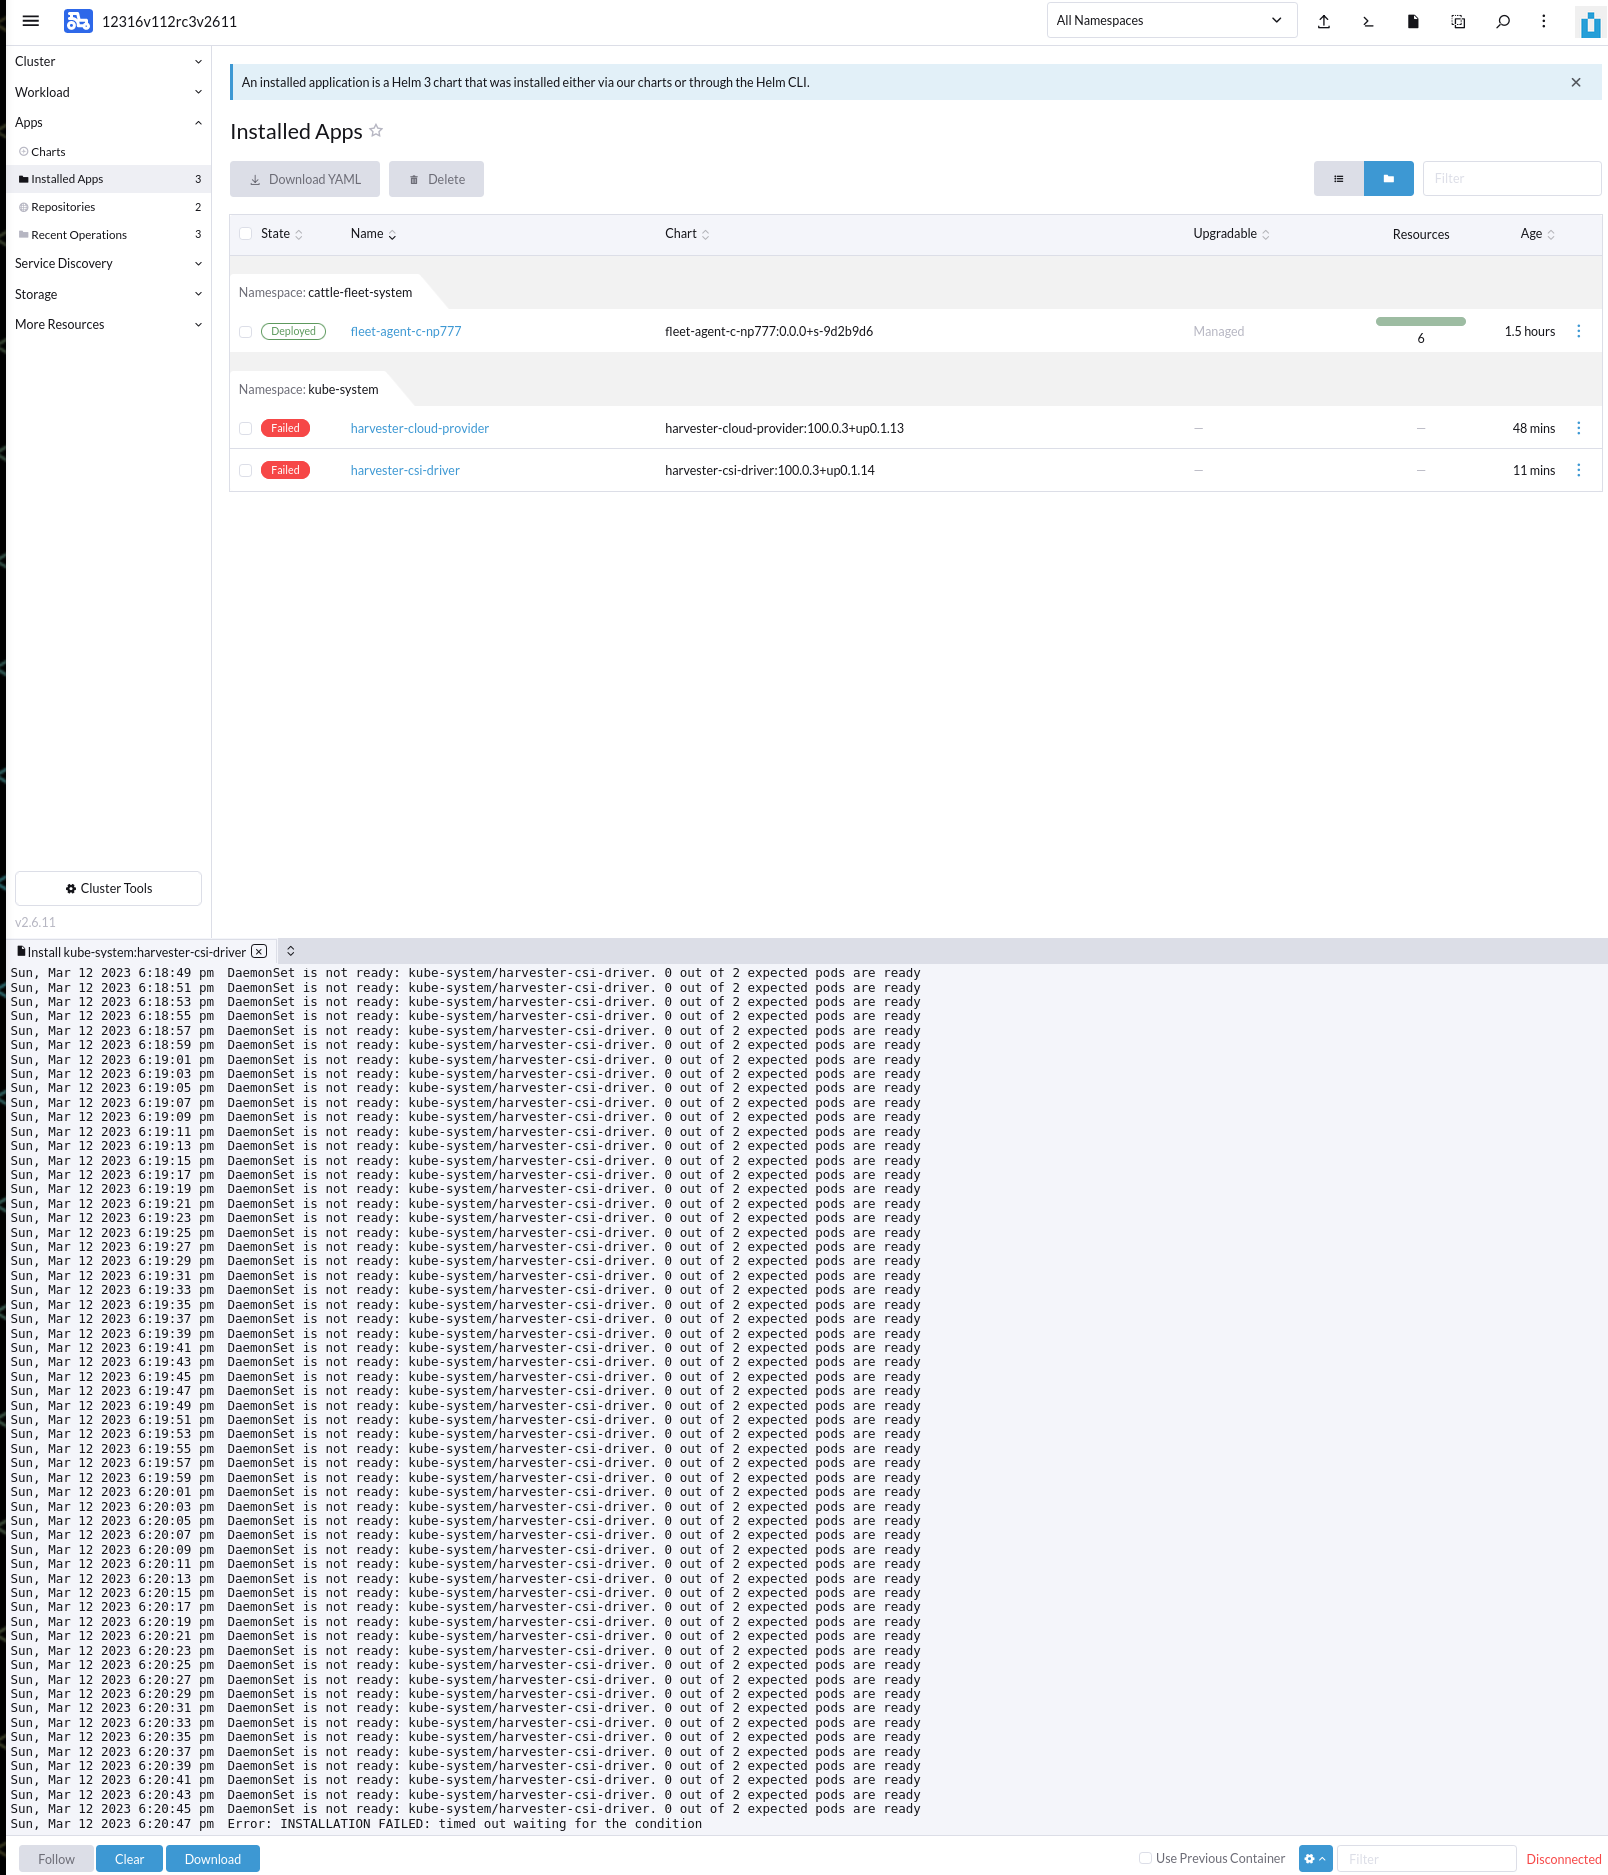 12316v112rc3v2611
All Namespaces
Cluster
Workload
Apps
Charts
Installed Apps 3
Repositories 2
Recent Operations 3
Service Discovery
Storage
More Resources
Cluster Tools
v2.6.11
An installed application is a Helm 3 chart that was installed either via our charts or through the Helm CLI.
Installed Apps
Download YAML Delete Filter
State Name Chart Upgradable Resources Age
Namespace: cattle-fleet-system
Deployed fleet-agent-c-np777 fleet-agent-c-np777:0.0.0+s-9d2b9d6 Managed 6 1.5 hours
Namespace: kube-system
Failed harvester-cloud-provider harvester-cloud-provider:100.0.3+up0.1.13 — — 48 mins
Failed harvester-csi-driver harvester-csi-driver:100.0.3+up0.1.14 — — 11 mins
Install kube-system:harvester-csi-driver
Sun, Mar 12 2023 6:18:49 pm DaemonSet is not ready: kube-system/harvester-csi-driver. 0 out of 2 expected pods are ready
Sun, Mar 12 2023 6:18:51 pm DaemonSet is not ready: kube-system/harvester-csi-driver. 0 out of 2 expected pods are ready
Sun, Mar 12 2023 6:18:53 pm DaemonSet is not ready: kube-system/harvester-csi-driver. 0 out of 2 expected pods are ready
Sun, Mar 12 2023 6:18:55 pm DaemonSet is not ready: kube-system/harvester-csi-driver. 0 out of 2 expected pods are ready
Sun, Mar 12 2023 6:18:57 pm DaemonSet is not ready: kube-system/harvester-csi-driver. 0 out of 2 expected pods are ready
Sun, Mar 12 2023 6:18:59 pm DaemonSet is not ready: kube-system/harvester-csi-driver. 0 out of 2 expected pods are ready
Sun, Mar 12 2023 6:19:01 pm DaemonSet is not ready: kube-system/harvester-csi-driver. 0 out of 2 expected pods are ready
Sun, Mar 12 2023 6:19:03 pm DaemonSet is not ready: kube-system/harvester-csi-driver. 0 out of 2 expected pods are ready
Sun, Mar 12 2023 6:19:05 pm DaemonSet is not ready: kube-system/harvester-csi-driver. 0 out of 2 expected pods are ready
Sun, Mar 12 2023 6:19:07 pm DaemonSet is not ready: kube-system/harvester-csi-driver. 0 out of 2 expected pods are ready
Sun, Mar 12 2023 6:19:09 pm DaemonSet is not ready: kube-system/harvester-csi-driver. 0 out of 2 expected pods are ready
Sun, Mar 12 2023 6:19:11 pm DaemonSet is not ready: kube-system/harvester-csi-driver. 0 out of 2 expected pods are ready
Sun, Mar 12 2023 6:19:13 pm DaemonSet is not ready: kube-system/harvester-csi-driver. 0 out of 2 expected pods are ready
Sun, Mar 12 2023 6:19:15 pm DaemonSet is not ready: kube-system/harvester-csi-driver. 0 out of 2 expected pods are ready
Sun, Mar 12 2023 6:19:17 pm DaemonSet is not ready: kube-system/harvester-csi-driver. 0 out of 2 expected pods are ready
Sun, Mar 12 2023 6:19:19 pm DaemonSet is not ready: kube-system/harvester-csi-driver. 0 out of 2 expected pods are ready
Sun, Mar 12 2023 6:19:21 pm DaemonSet is not ready: kube-system/harvester-csi-driver. 0 out of 2 expected pods are ready
Sun, Mar 12 2023 6:19:23 pm DaemonSet is not ready: kube-system/harvester-csi-driver. 0 out of 2 expected pods are ready
Sun, Mar 12 2023 6:19:25 pm DaemonSet is not ready: kube-system/harvester-csi-driver. 0 out of 2 expected pods are ready
Sun, Mar 12 2023 6:19:27 pm DaemonSet is not ready: kube-system/harvester-csi-driver. 0 out of 2 expected pods are ready
Sun, Mar 12 2023 6:19:29 pm DaemonSet is not ready: kube-system/harvester-csi-driver. 0 out of 2 expected pods are ready
Sun, Mar 12 2023 6:19:31 pm DaemonSet is not ready: kube-system/harvester-csi-driver. 0 out of 2 expected pods are ready
Sun, Mar 12 2023 6:19:33 pm DaemonSet is not ready: kube-system/harvester-csi-driver. 0 out of 2 expected pods are ready
Sun, Mar 12 2023 6:19:35 pm DaemonSet is not ready: kube-system/harvester-csi-driver. 0 out of 2 expected pods are ready
Sun, Mar 12 2023 6:19:37 pm DaemonSet is not ready: kube-system/harvester-csi-driver. 0 out of 2 expected pods are ready
Sun, Mar 12 2023 6:19:39 pm DaemonSet is not ready: kube-system/harvester-csi-driver. 0 out of 2 expected pods are ready
Sun, Mar 12 2023 6:19:41 pm DaemonSet is not ready: kube-system/harvester-csi-driver. 0 out of 2 expected pods are ready
Sun, Mar 12 2023 6:19:43 pm DaemonSet is not ready: kube-system/harvester-csi-driver. 0 out of 2 expected pods are ready
Sun, Mar 12 2023 6:19:45 pm DaemonSet is not ready: kube-system/harvester-csi-driver. 0 out of 2 expected pods are ready
Sun, Mar 12 2023 6:19:47 pm DaemonSet is not ready: kube-system/harvester-csi-driver. 0 out of 2 expected pods are ready
Sun, Mar 12 2023 6:19:49 pm DaemonSet is not ready: kube-system/harvester-csi-driver. 0 out of 2 expected pods are ready
Sun, Mar 12 2023 6:19:51 pm DaemonSet is not ready: kube-system/harvester-csi-driver. 0 out of 2 expected pods are ready
Sun, Mar 12 2023 6:19:53 pm DaemonSet is not ready: kube-system/harvester-csi-driver. 0 out of 2 expected pods are ready
Sun, Mar 12 2023 6:19:55 pm DaemonSet is not ready: kube-system/harvester-csi-driver. 0 out of 2 expected pods are ready
Sun, Mar 12 2023 6:19:57 pm DaemonSet is not ready: kube-system/harvester-csi-driver. 0 out of 2 expected pods are ready
Sun, Mar 12 2023 6:19:59 pm DaemonSet is not ready: kube-system/harvester-csi-driver. 0 out of 2 expected pods are ready
Sun, Mar 12 2023 6:20:01 pm DaemonSet is not ready: kube-system/harvester-csi-driver. 0 out of 2 expected pods are ready
Sun, Mar 12 2023 6:20:03 pm DaemonSet is not ready: kube-system/harvester-csi-driver. 0 out of 2 expected pods are ready
Sun, Mar 12 2023 6:20:05 pm DaemonSet is not ready: kube-system/harvester-csi-driver. 0 out of 2 expected pods are ready
Sun, Mar 12 2023 6:20:07 pm DaemonSet is not ready: kube-system/harvester-csi-driver. 0 out of 2 expected pods are ready
Sun, Mar 12 2023 6:20:09 pm DaemonSet is not ready: kube-system/harvester-csi-driver. 0 out of 2 expected pods are ready
Sun, Mar 12 2023 6:20:11 pm DaemonSet is not ready: kube-system/harvester-csi-driver. 0 out of 2 expected pods are ready
Sun, Mar 12 2023 6:20:13 pm DaemonSet is not ready: kube-system/harvester-csi-driver. 0 out of 2 expected pods are ready
Sun, Mar 12 2023 6:20:15 pm DaemonSet is not ready: kube-system/harvester-csi-driver. 0 out of 2 expected pods are ready
Sun, Mar 12 2023 6:20:17 pm DaemonSet is not ready: kube-system/harvester-csi-driver. 0 out of 2 expected pods are ready
Sun, Mar 12 2023 6:20:19 pm DaemonSet is not ready: kube-system/harvester-csi-driver. 0 out of 2 expected pods are ready
Sun, Mar 12 2023 6:20:21 pm DaemonSet is not ready: kube-system/harvester-csi-driver. 0 out of 2 expected pods are ready
Sun, Mar 12 2023 6:20:23 pm DaemonSet is not ready: kube-system/harvester-csi-driver. 0 out of 2 expected pods are ready
Sun, Mar 12 2023 6:20:25 pm DaemonSet is not ready: kube-system/harvester-csi-driver. 0 out of 2 expected pods are ready
Sun, Mar 12 2023 6:20:27 pm DaemonSet is not ready: kube-system/harvester-csi-driver. 0 out of 2 expected pods are ready
Sun, Mar 12 2023 6:20:29 pm DaemonSet is not ready: kube-system/harvester-csi-driver. 0 out of 2 expected pods are ready
Sun, Mar 12 2023 6:20:31 pm DaemonSet is not ready: kube-system/harvester-csi-driver. 0 out of 2 expected pods are ready
Sun, Mar 12 2023 6:20:33 pm DaemonSet is not ready: kube-system/harvester-csi-driver. 0 out of 2 expected pods are ready
Sun, Mar 12 2023 6:20:35 pm DaemonSet is not ready: kube-system/harvester-csi-driver. 0 out of 2 expected pods are ready
Sun, Mar 12 2023 6:20:37 pm DaemonSet is not ready: kube-system/harvester-csi-driver. 0 out of 2 expected pods are ready
Sun, Mar 12 2023 6:20:39 pm DaemonSet is not ready: kube-system/harvester-csi-driver. 0 out of 2 expected pods are ready
Sun, Mar 12 2023 6:20:41 pm DaemonSet is not ready: kube-system/harvester-csi-driver. 0 out of 2 expected pods are ready
Sun, Mar 12 2023 6:20:43 pm DaemonSet is not ready: kube-system/harvester-csi-driver. 0 out of 2 expected pods are ready
Sun, Mar 12 2023 6:20:45 pm DaemonSet is not ready: kube-system/harvester-csi-driver. 0 out of 2 expected pods are ready
Sun, Mar 12 2023 6:20:47 pm Error: INSTALLATION FAILED: timed out waiting for the condition
Follow Clear Download Use Previous Container Filter Disconnected